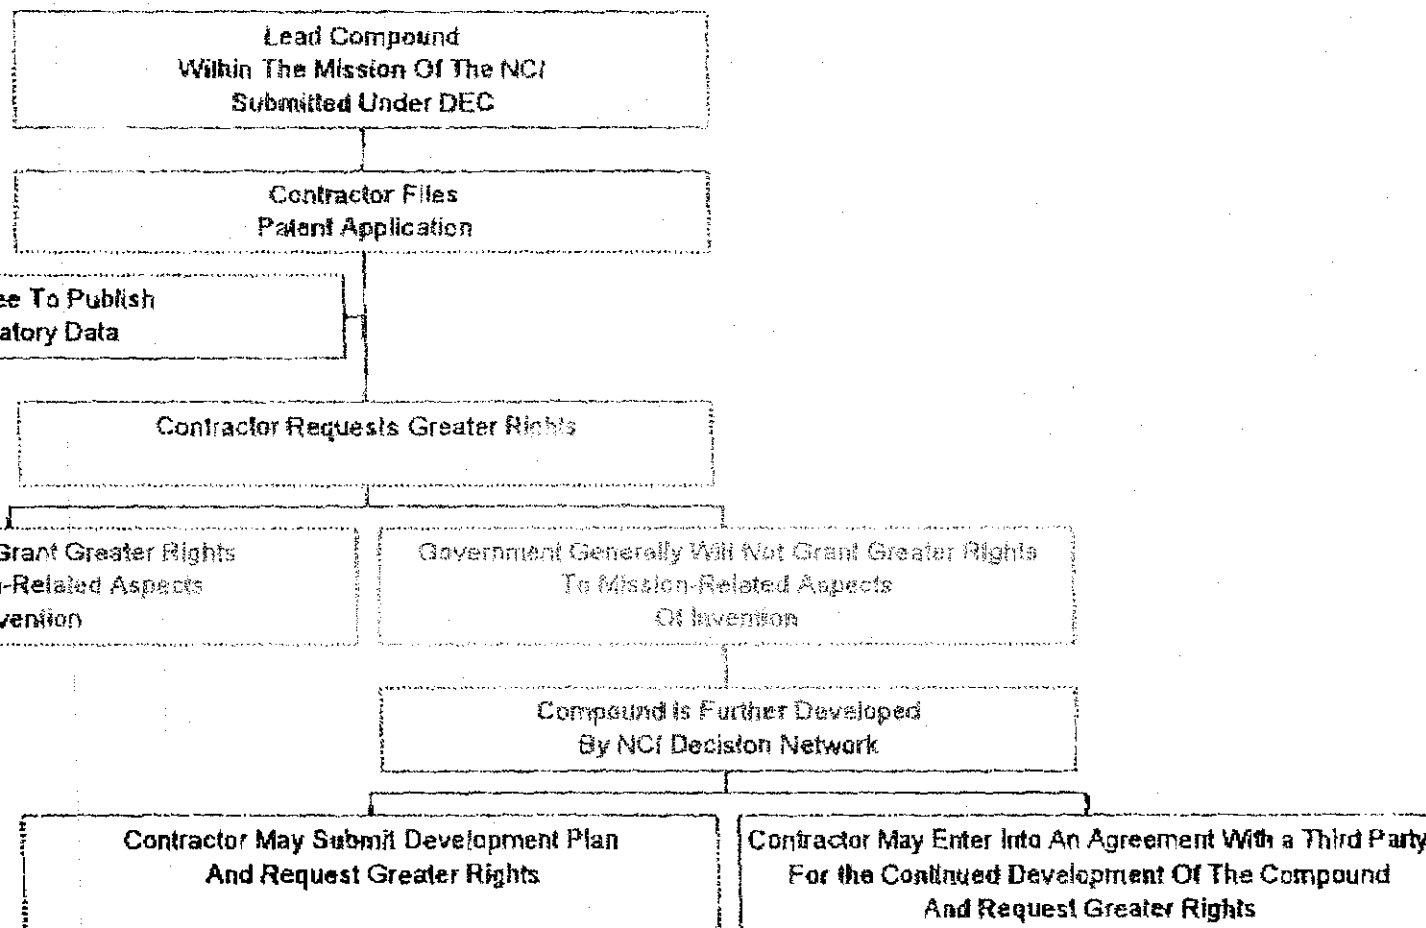 Lead Compound
Within The Mission Of The NCI
Submitted Under DEC
Contractor Files
Patent Application
ee To Publish
atory Data
Contractor Requests Greater Rights
Grant Greater Rights
n-Related Aspects
vention
Government Generally Will Not Grant Greater Rights
To Mission-Related Aspects
Of Invention
Compound Is Further Developed
By NCI Decision Network
Contractor May Submit Development Plan
And Request Greater Rights
Contractor May Enter Into An Agreement With a Third Party
For the Continued Development Of The Compound
And Request Greater Rights